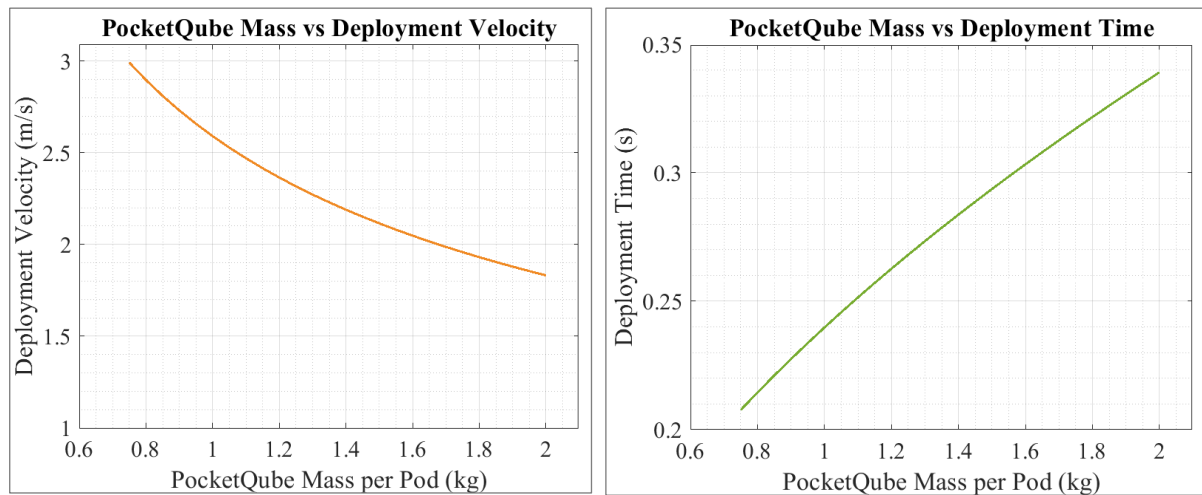 PocketQube Mass vs Deployment Velocity
Deployment Velocity (m/s)
3
2.5
2
1.5
1
0.6 0.8 1 1.2 1.4 1.6 1.8 2
PocketQube Mass per Pod (kg)
PocketQube Mass vs Deployment Time
Deployment Time (s)
0.35
0.3
0.25
0.2
0.6 0.8 1 1.2 1.4 1.6 1.8 2
PocketQube Mass per Pod (kg)